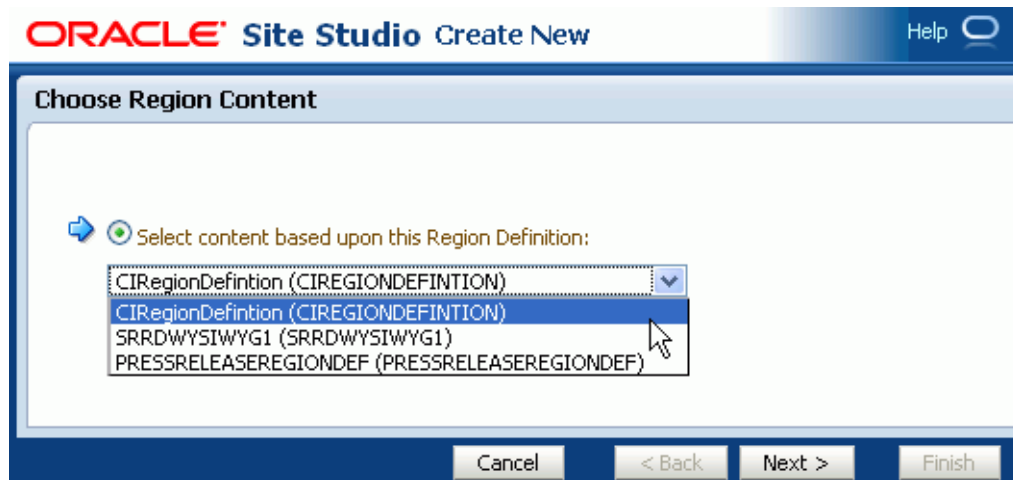 ORACLE Site Studio Create New Help
Choose Region Content
Select content based upon this Region Definition:
CIRegionDefintion (CIREGIONDEFINTION)
CIRegionDefintion (CIREGIONDEFINTION)
SRRDWYSIWYG1 (SRRDWYSIWYG1)
PRESSRELEASEREGIONDEF (PRESSRELEASEREGIONDEF)
Cancel < Back Next > Finish